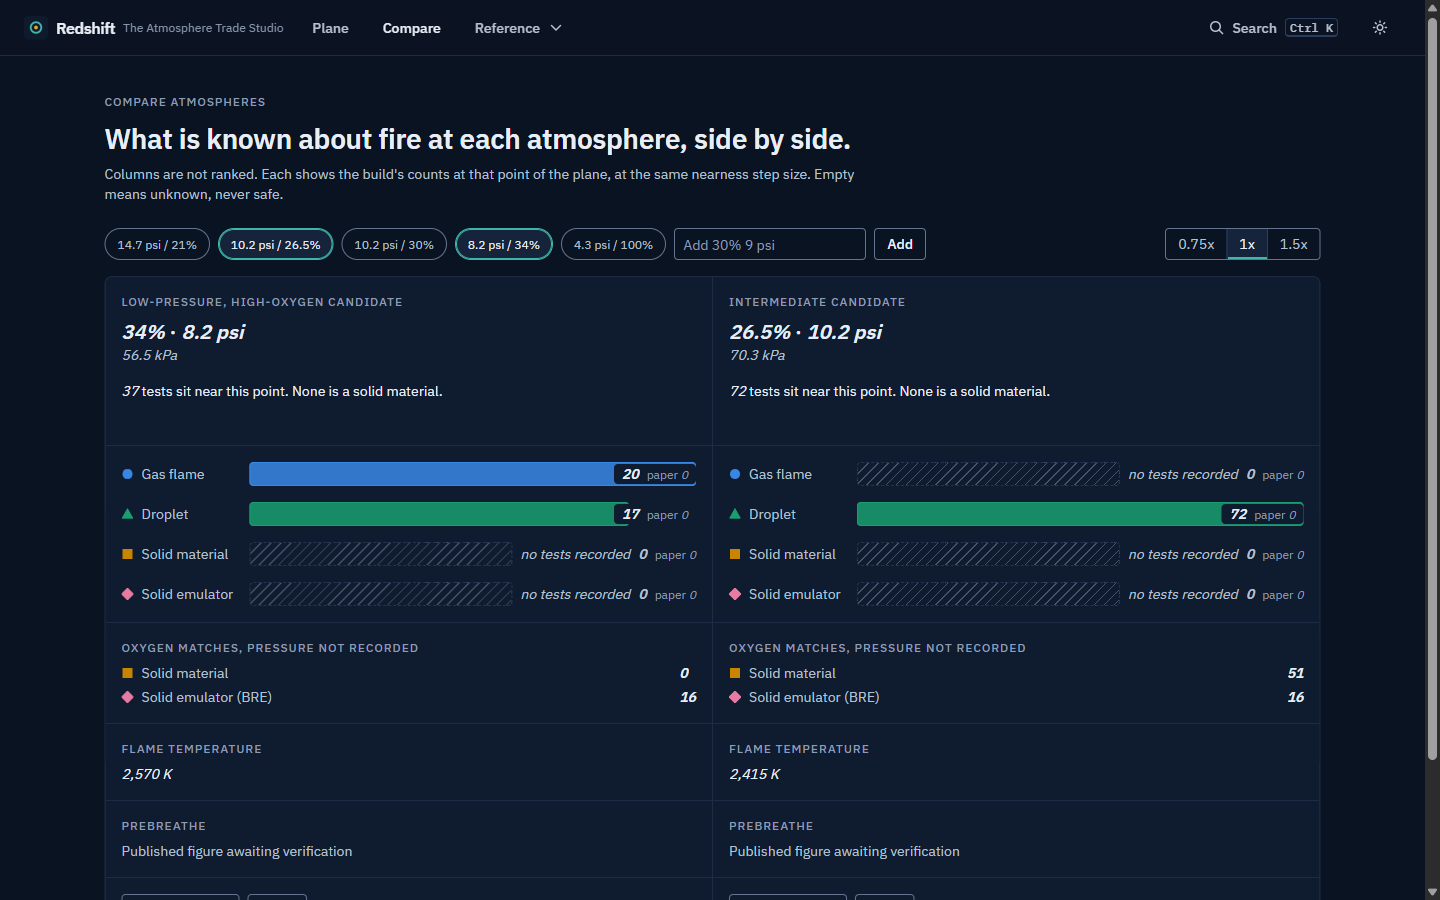 Redshift The Atmosphere Trade Studio Plane Compare Reference Search Ctrl K
COMPARE ATMOSPHERES
What is known about fire at each atmosphere, side by side.
Columns are not ranked. Each shows the build's counts at that point of the plane, at the same nearness step size. Empty
means unknown, never safe.
14.7 psi / 21% 10.2 psi / 26.5% 10.2 psi / 30% 8.2 psi / 34% 4.3 psi / 100% Add 30% 9 psi Add 0.75x 1x 1.5x
LOW-PRESSURE, HIGH-OXYGEN CANDIDATE
34% · 8.2 psi
56.5 kPa
37 tests sit near this point. None is a solid material.
Gas flame 20 paper 0
Droplet 17 paper 0
Solid material no tests recorded 0 paper 0
Solid emulator no tests recorded 0 paper 0
OXYGEN MATCHES, PRESSURE NOT RECORDED
Solid material 0
Solid emulator (BRE) 16
FLAME TEMPERATURE
2,570 K
PREBREATHE
Published figure awaiting verification
INTERMEDIATE CANDIDATE
26.5% · 10.2 psi
70.3 kPa
72 tests sit near this point. None is a solid material.
Gas flame no tests recorded 0 paper 0
Droplet 72 paper 0
Solid material no tests recorded 0 paper 0
Solid emulator no tests recorded 0 paper 0
OXYGEN MATCHES, PRESSURE NOT RECORDED
Solid material 51
Solid emulator (BRE) 16
FLAME TEMPERATURE
2,415 K
PREBREATHE
Published figure awaiting verification